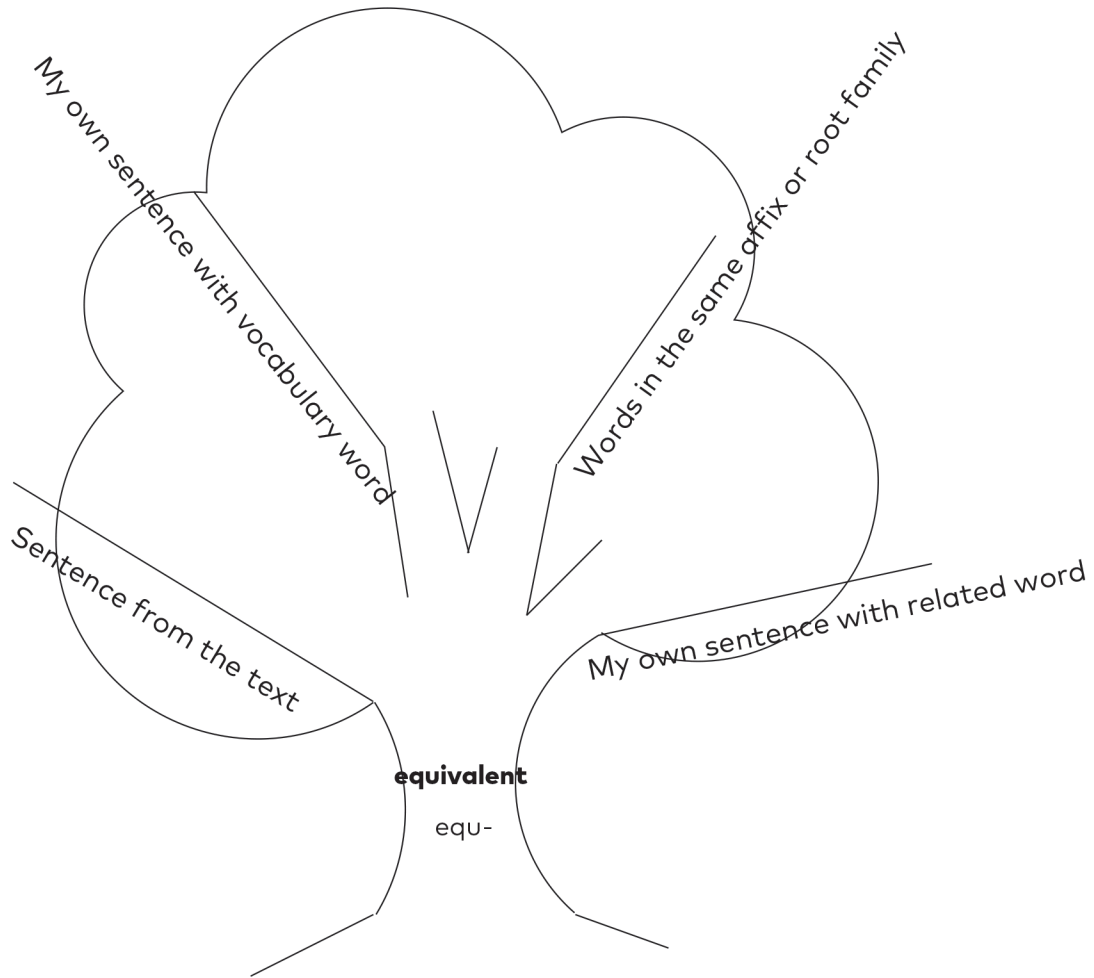 My own sentence with vocabulary word
Words in the same affix or root family
Sentence from the text
My own sentence with related word
equivalent
equ-